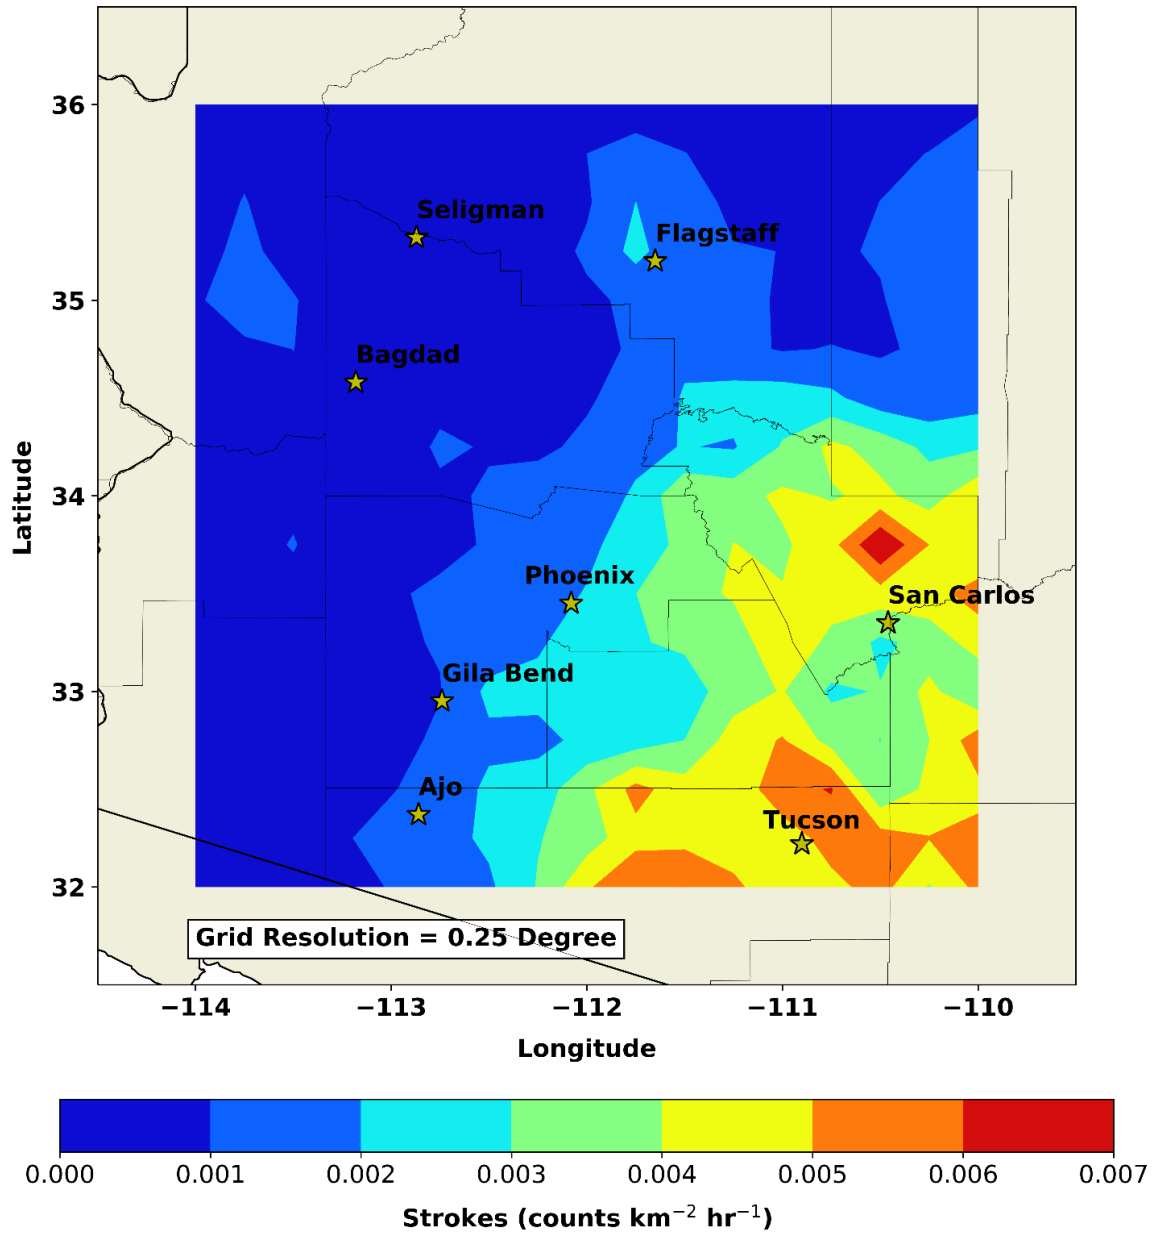 36
Seligman
Flagstaff
35
Bagdad
Latitude
34
Phoenix
San Carlos
33
Gila Bend
Ajo
Tucson
32
Grid Resolution = 0.25 Degree
−114 −113 −112 −111 −110
Longitude
0.000 0.001 0.002 0.003 0.004 0.005 0.006 0.007
Strokes (counts km⁻² hr⁻¹)